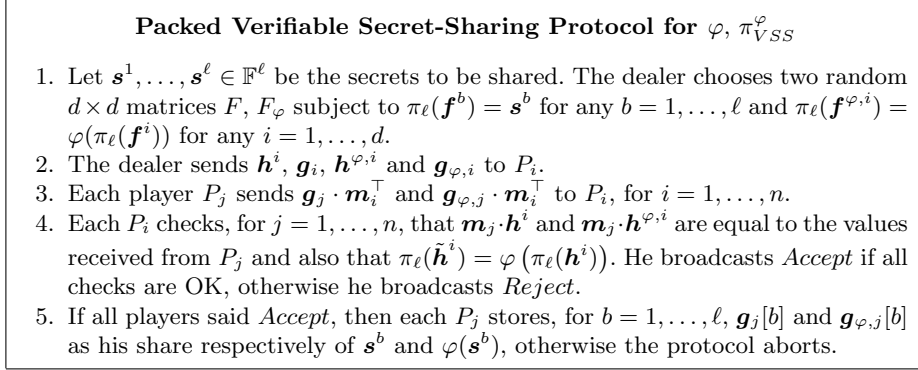 Packed Verifiable Secret-Sharing Protocol for φ, π^φ_{VSS}
1. Let s^1, . . . , s^ℓ ∈ 𝔽^ℓ be the secrets to be shared. The dealer chooses two random
d × d matrices F, F_φ subject to π_ℓ(f^b) = s^b for any b = 1, . . . , ℓ and π_ℓ(f^{φ,i}) =
φ(π_ℓ(f^i)) for any i = 1, . . . , d.
2. The dealer sends h^i, g_i, h^{φ,i} and g_{φ,i} to P_i.
3. Each player P_j sends g_j · m_i^⊤ and g_{φ,j} · m_i^⊤ to P_i, for i = 1, . . . , n.
4. Each P_i checks, for j = 1, . . . , n, that m_j·h^i and m_j·h^{φ,i} are equal to the values
received from P_j and also that π_ℓ(h̃^i) = φ (π_ℓ(h^i)). He broadcasts Accept if all
checks are OK, otherwise he broadcasts Reject.
5. If all players said Accept, then each P_j stores, for b = 1, . . . , ℓ, g_j[b] and g_{φ,j}[b]
as his share respectively of s^b and φ(s^b), otherwise the protocol aborts.